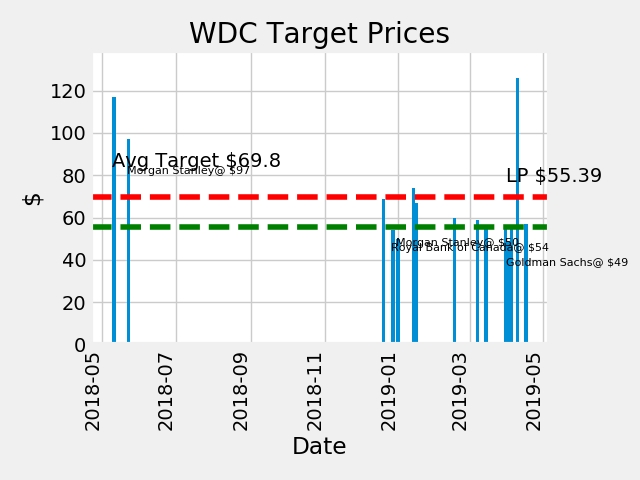 WDC Target Prices
$
120
100
80
60
40
20
0
Avg Target $69.8
Morgan Stanley@ $97
LP $55.39
Morgan Stanley@ $50
Royal Bank of Canada@ $54
Goldman Sachs@ $49
2018-05
2018-07
2018-09
2018-11
2019-01
2019-03
2019-05
Date